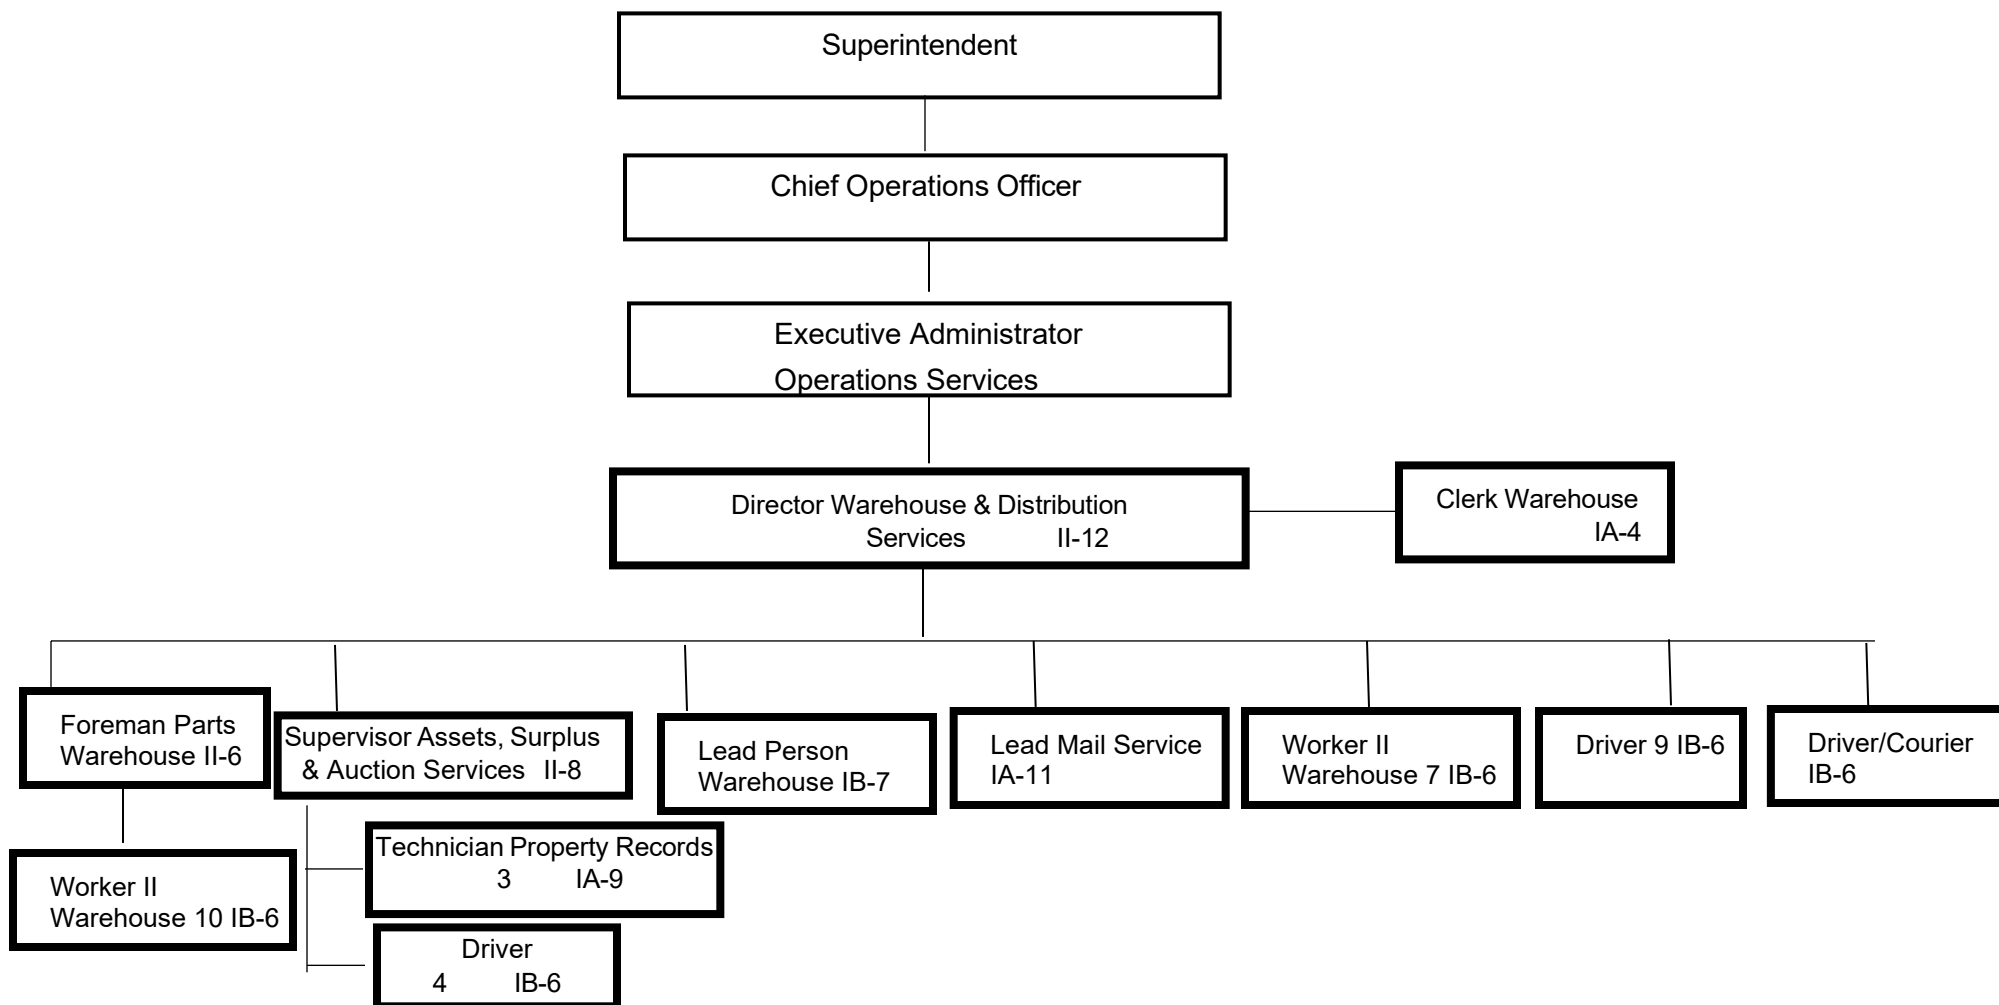 Superintendent
Chief Operations Officer
Executive Administrator
Operations Services
Director Warehouse & Distribution
Services II-12
Clerk Warehouse
IA-4
Foreman Parts
Warehouse II-6
Supervisor Assets, Surplus
& Auction Services II-8
Lead Person
Warehouse IB-7
Lead Mail Service
IA-11
Worker II
Warehouse 7 IB-6
Driver 9 IB-6
Driver/Courier
IB-6
Worker II
Warehouse 10 IB-6
Technician Property Records
3 IA-9
Driver
4 IB-6